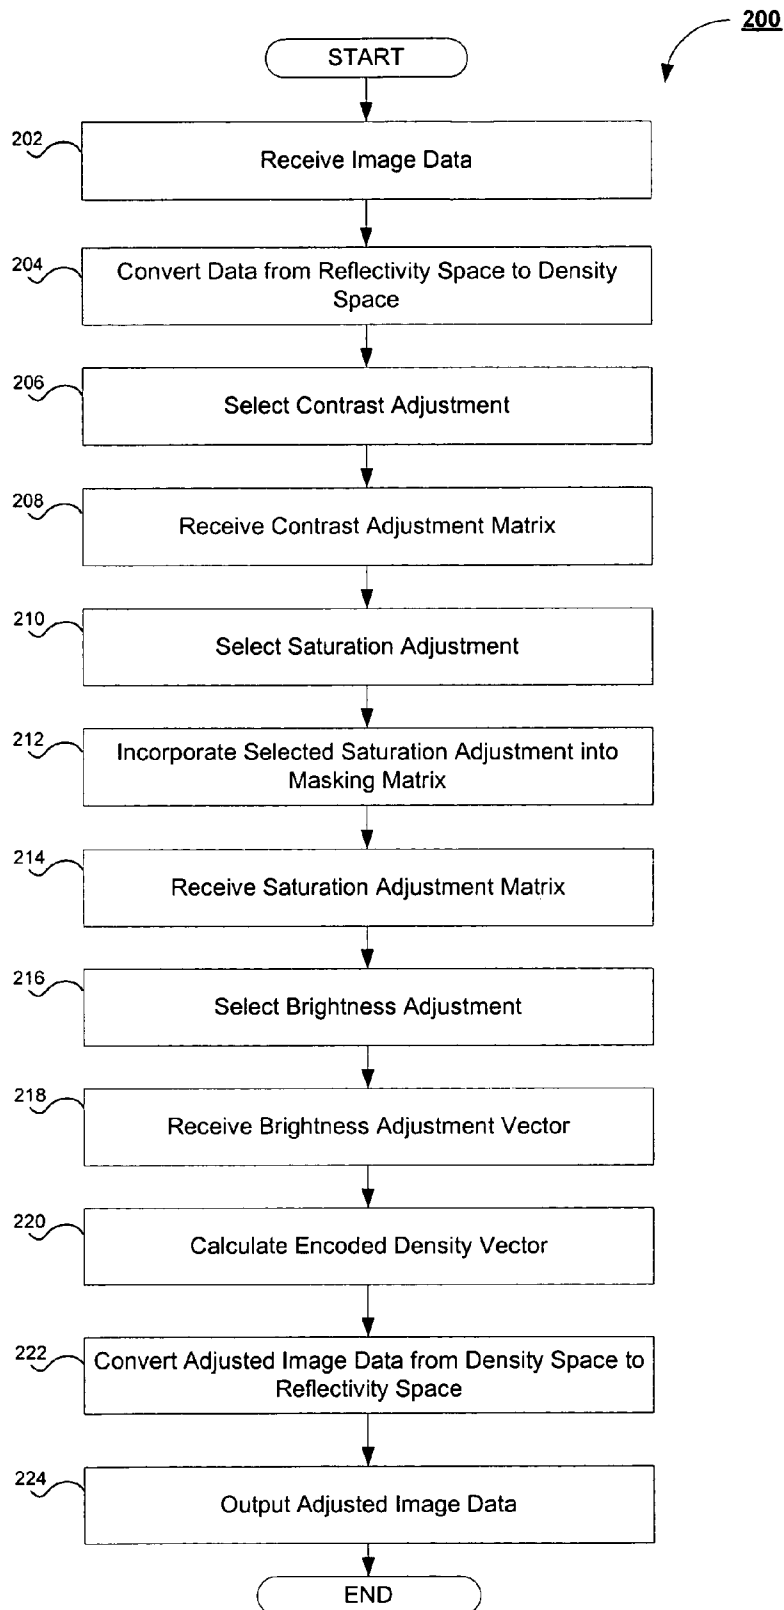 200
START
202
Receive Image Data
204
Convert Data from Reflectivity Space to Density
Space
206
Select Contrast Adjustment
208
Receive Contrast Adjustment Matrix
210
Select Saturation Adjustment
212
Incorporate Selected Saturation Adjustment into
Masking Matrix
214
Receive Saturation Adjustment Matrix
216
Select Brightness Adjustment
218
Receive Brightness Adjustment Vector
220
Calculate Encoded Density Vector
222
Convert Adjusted Image Data from Density Space to
Reflectivity Space
224
Output Adjusted Image Data
END